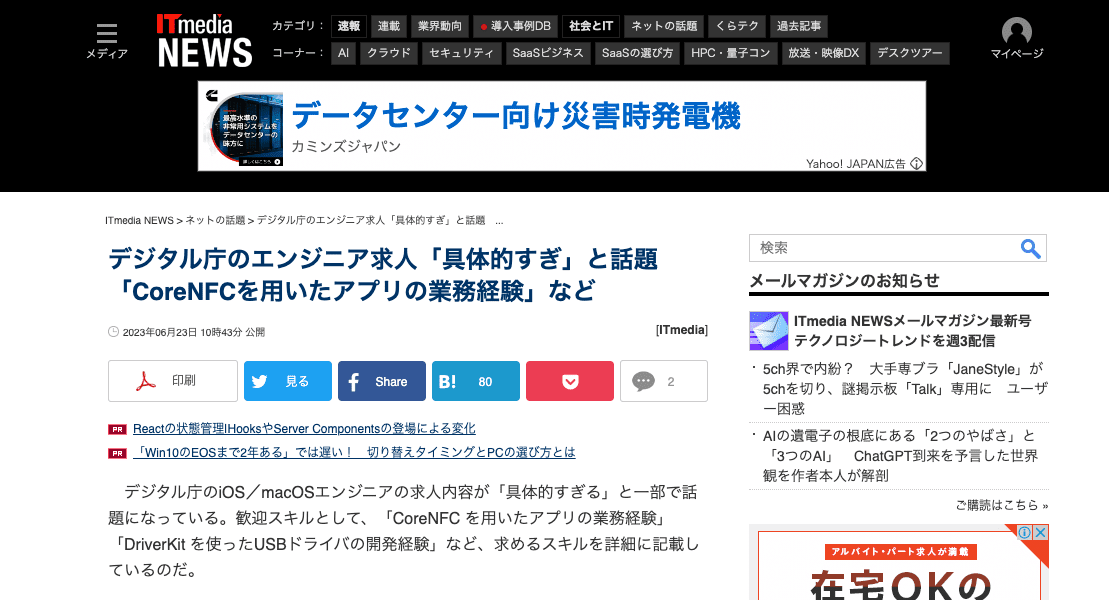 メディア
ITmedia
NEWS
カテゴリ： 速報 連載 業界動向 導入事例DB 社会とIT ネットの話題 くらテク 過去記事
コーナー： AI クラウド セキュリティ SaaSビジネス SaaSの選び方 HPC・量子コン 放送・映像DX デスクツアー
マイページ
最高水準の
非常用システムを
データセンターの
味方に
詳しくはこちら
データセンター向け災害時発電機
カミンズジャパン
Yahoo! JAPAN広告
ITmedia NEWS > ネットの話題 > デジタル庁のエンジニア求人「具体的すぎ」と話題 ...
デジタル庁のエンジニア求人「具体的すぎ」と話題
「CoreNFCを用いたアプリの業務経験」など
2023年06月23日 10時43分 公開
[ITmedia]
印刷 見る Share B! 80 2
PR Reactの状態管理|HooksやServer Componentsの登場による変化
PR 「Win10のEOSまで2年ある」では遅い！　切り替えタイミングとPCの選び方とは
デジタル庁のiOS／macOSエンジニアの求人内容が「具体的すぎる」と一部で話
題になっている。歓迎スキルとして、「CoreNFC を用いたアプリの業務経験」
「DriverKit を使ったUSBドライバの開発経験」など、求めるスキルを詳細に記載し
ているのだ。
検索
メールマガジンのお知らせ
ITmedia NEWSメールマガジン最新号
テクノロジートレンドを週3配信
・5ch界で内紛？　大手専ブラ「JaneStyle」が
5chを切り、謎掲示板「Talk」専用に　ユーザ
ー困惑
・AIの遺電子の根底にある「2つのやばさ」と
「3つのAI」　ChatGPT到来を予言した世界
観を作者本人が解剖
ご購読はこちら »
アルバイト・パート求人が満載
在宅OKの